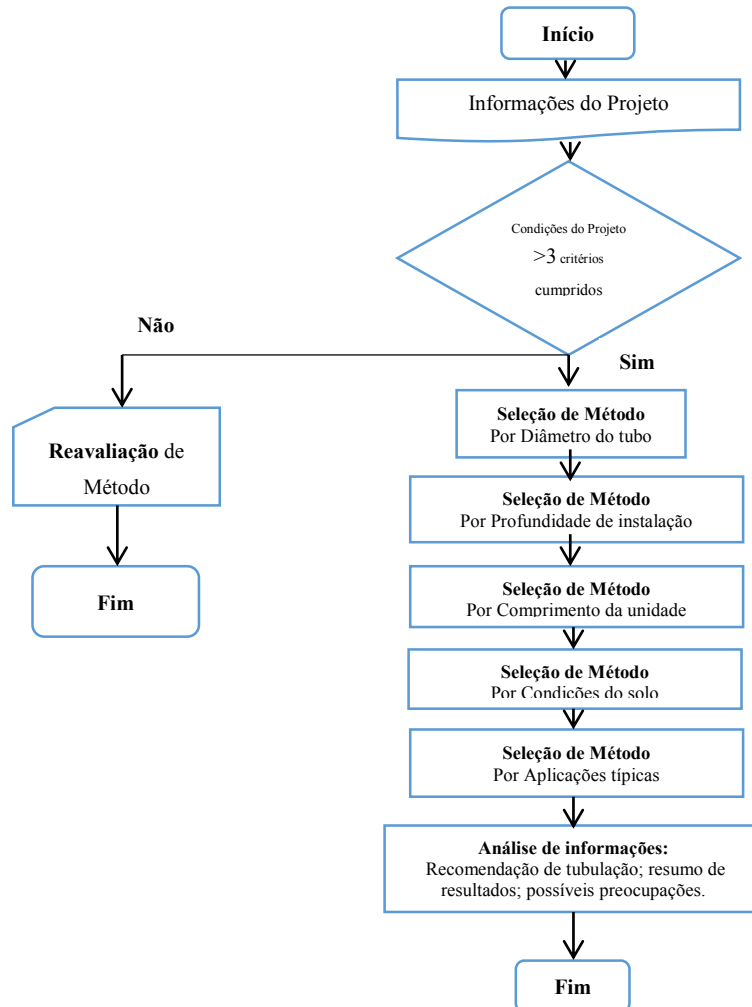 Início
Informações do Projeto
Condições do Projeto
>3 critérios
cumpridos
Não
Sim
Seleção de Método
Por Diâmetro do tubo
Reavaliação de
Método
Seleção de Método
Por Profundidade de instalação
Fim
Seleção de Método
Por Comprimento da unidade
Seleção de Método
Por Condições do solo
Seleção de Método
Por Aplicações típicas
Análise de informações:
Recomendação de tubulação; resumo de
resultados; possíveis preocupações.
Fim